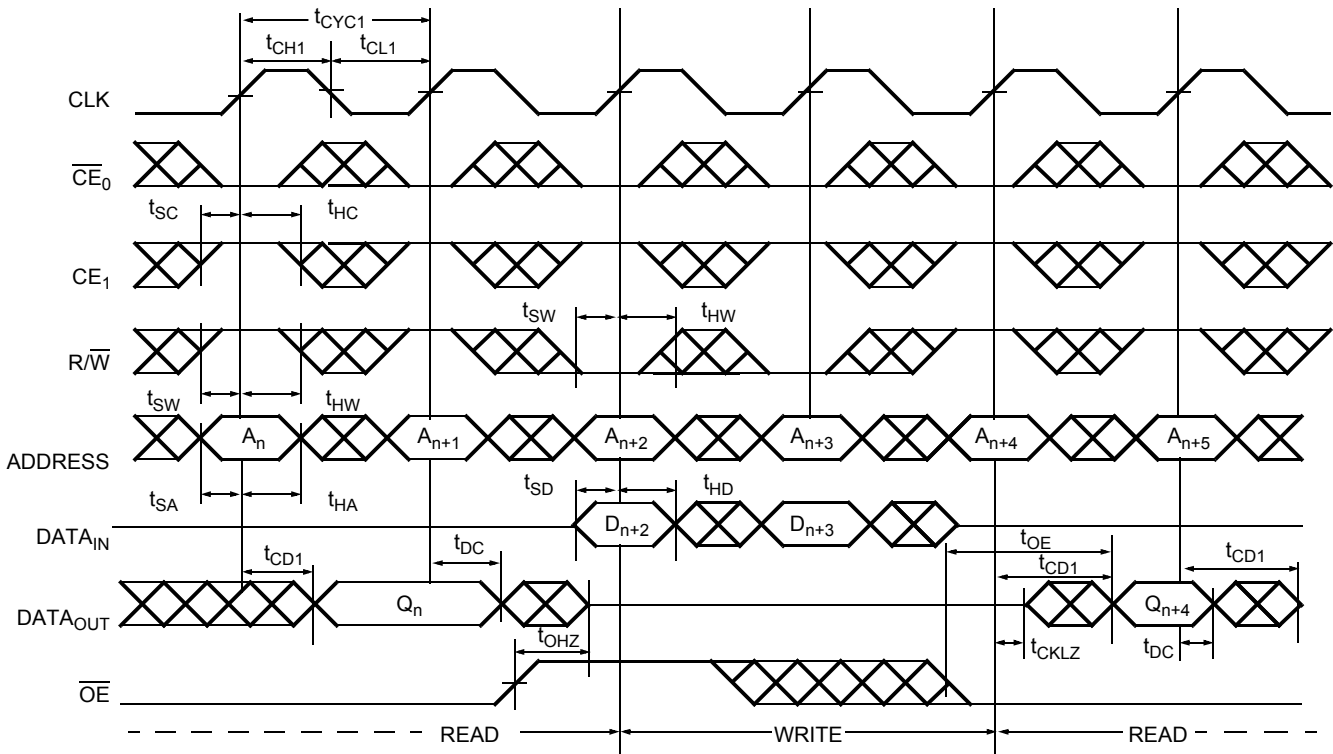 tCYC1
tCH1 tCL1
CLK
CE0
tSC tHC
CE1
tSW tHW
R/W
tSW tHW
An An+1 An+2 An+3 An+4 An+5
ADDRESS
tSA tHA tSD tHD
Dn+2 Dn+3
DATAIN
tOE
tCD1 tDC tCD1 tCD1
Qn Qn+4
DATAOUT
tOHZ tCKLZ tDC
OE
READ WRITE READ